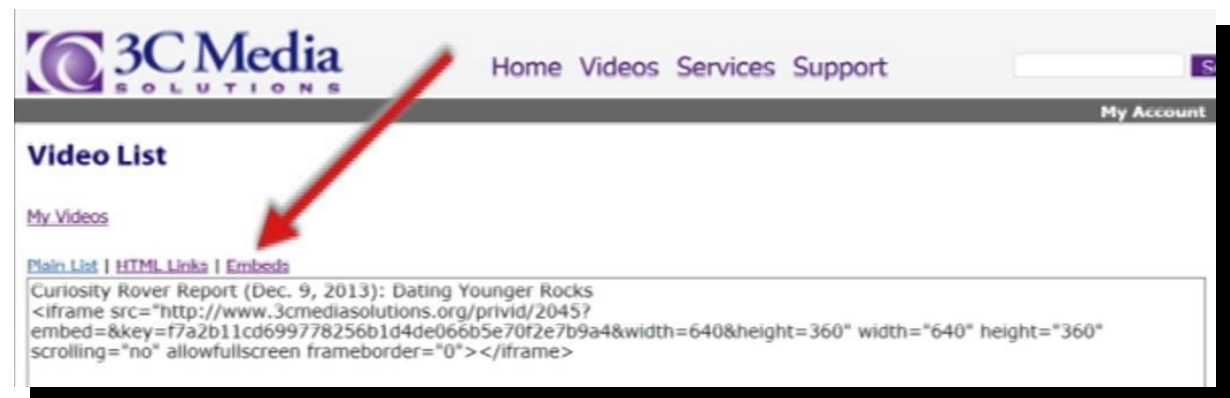 3C Media
SOLUTIONS
Home Videos Services Support
My Account
Video List
My Videos
Plain List | HTML Links | Embeds
Curiosity Rover Report (Dec. 9, 2013): Dating Younger Rocks
<iframe src="http://www.3cmediasolutions.org/privid/2045?
embed=&key=f7a2b11cd699778256b1d4de066b5e70f2e7b9a4&width=640&height=360" width="640" height="360"
scrolling="no" allowfullscreen frameborder="0"></iframe>